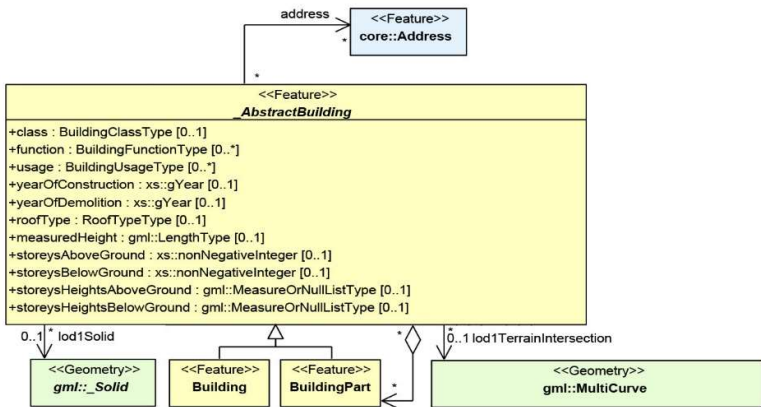 address
<<Feature>>
core::Address
*
*
<<Feature>>
_AbstractBuilding
+class : BuildingClassType [0..1]
+function : BuildingFunctionType [0..*]
+usage : BuildingUsageType [0..*]
+yearOfConstruction : xs::gYear [0..1]
+yearOfDemolition : xs::gYear [0..1]
+roofType : RoofTypeType [0..1]
+measuredHeight : gml::LengthType [0..1]
+storeysAboveGround : xs::nonNegativeInteger [0..1]
+storeysBelowGround : xs::nonNegativeInteger [0..1]
+storeysHeightsAboveGround : gml::MeasureOrNullListType [0..1]
+storeysHeightsBelowGround : gml::MeasureOrNullListType [0..1]
0..1 * lod1Solid
* * 0..1 lod1TerrainIntersection
<<Geometry>>
gml::_Solid
<<Feature>>
Building
<<Feature>>
BuildingPart
*
<<Geometry>>
gml::MultiCurve